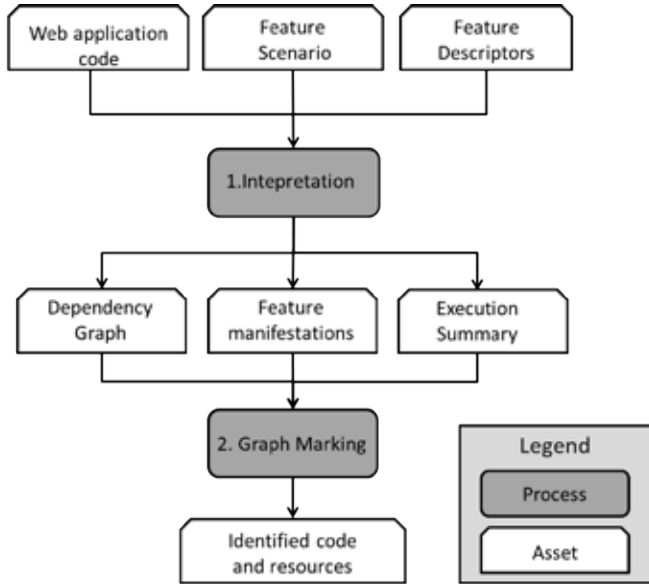 Web application
code
Feature
Scenario
Feature
Descriptors
1.Intepretation
Dependency
Graph
Feature
manifestations
Execution
Summary
2. Graph Marking
Identified code
and resources
Legend
Process
Asset